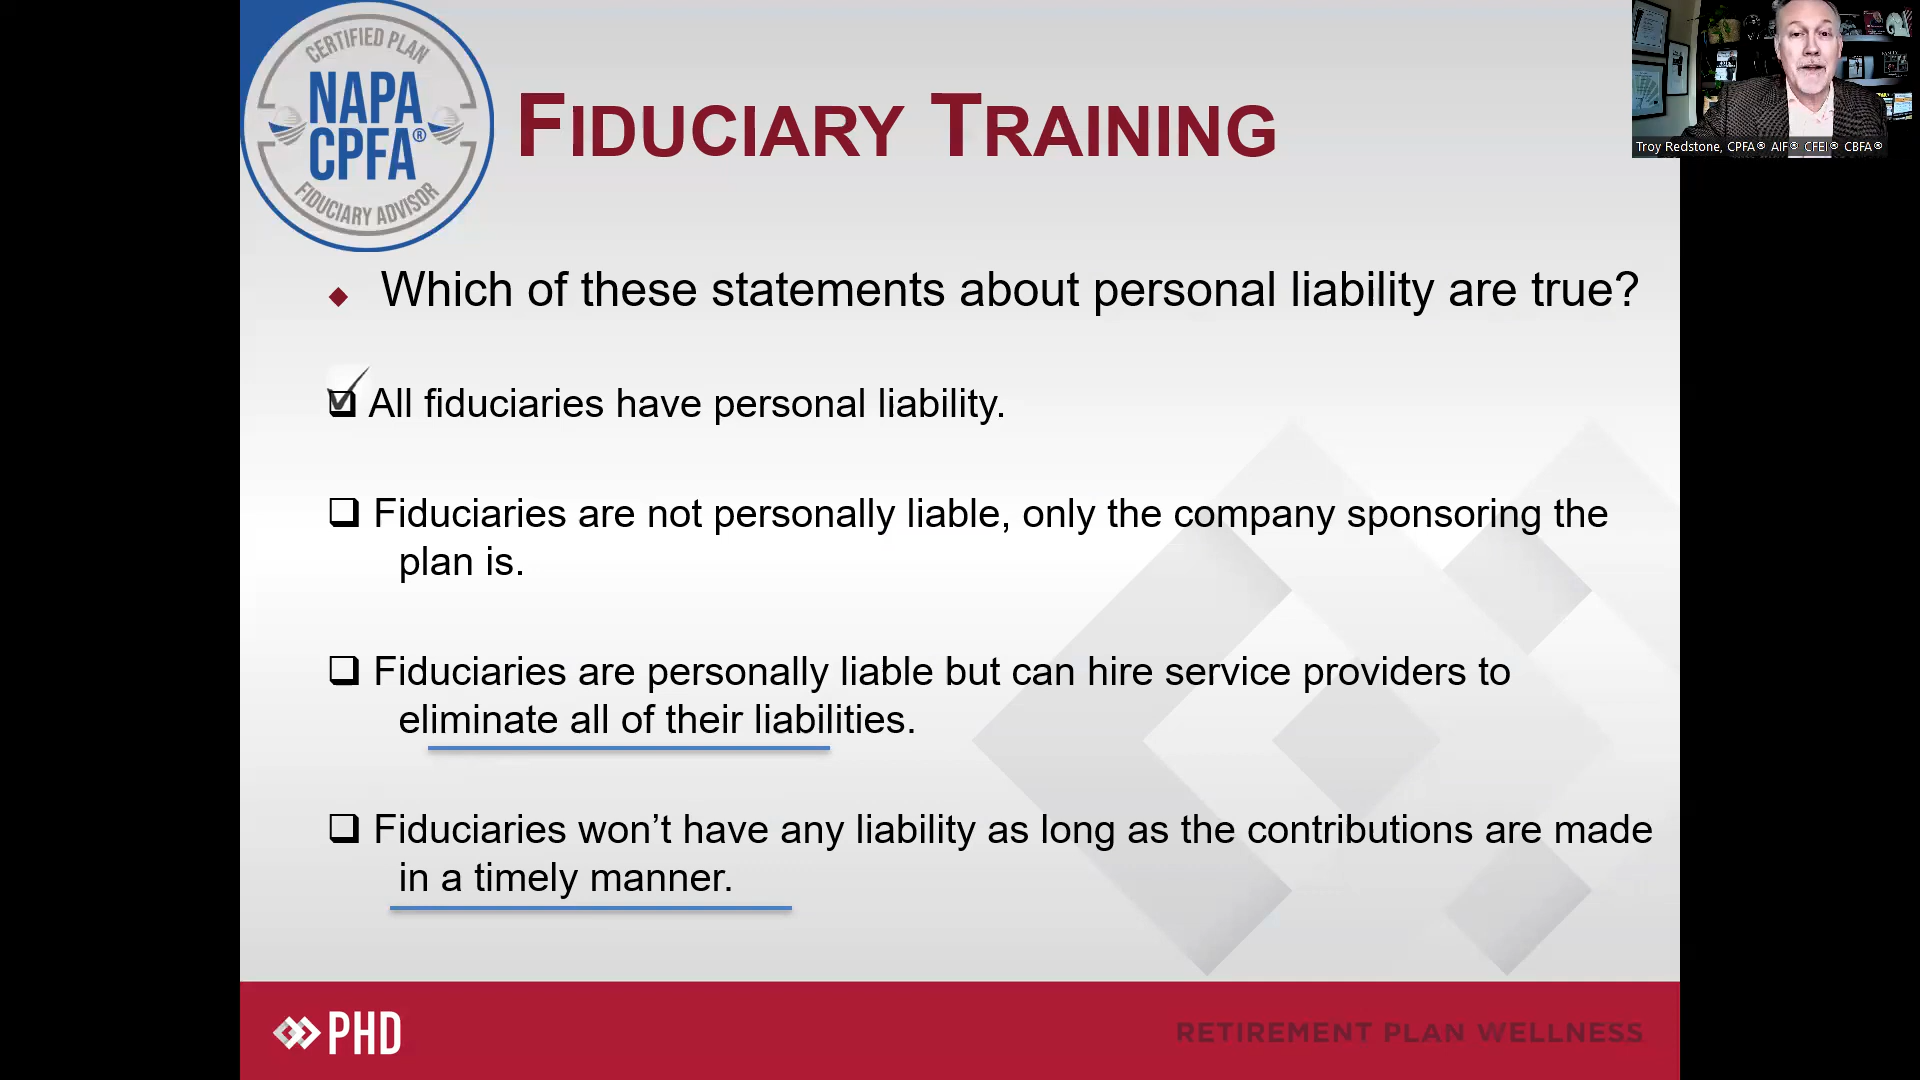 CERTIFIED PLAN
NAPA
CPFA®
FIDUCIARY ADVISOR
FIDUCIARY TRAINING
Troy Redstone, CPFA® AIF® CFEI® CBFA®
Which of these statements about personal liability are true?
All fiduciaries have personal liability.
Fiduciaries are not personally liable, only the company sponsoring the
plan is.
Fiduciaries are personally liable but can hire service providers to
eliminate all of their liabilities.
Fiduciaries won’t have any liability as long as the contributions are made
in a timely manner.
PHD
RETIREMENT PLAN WELLNESS